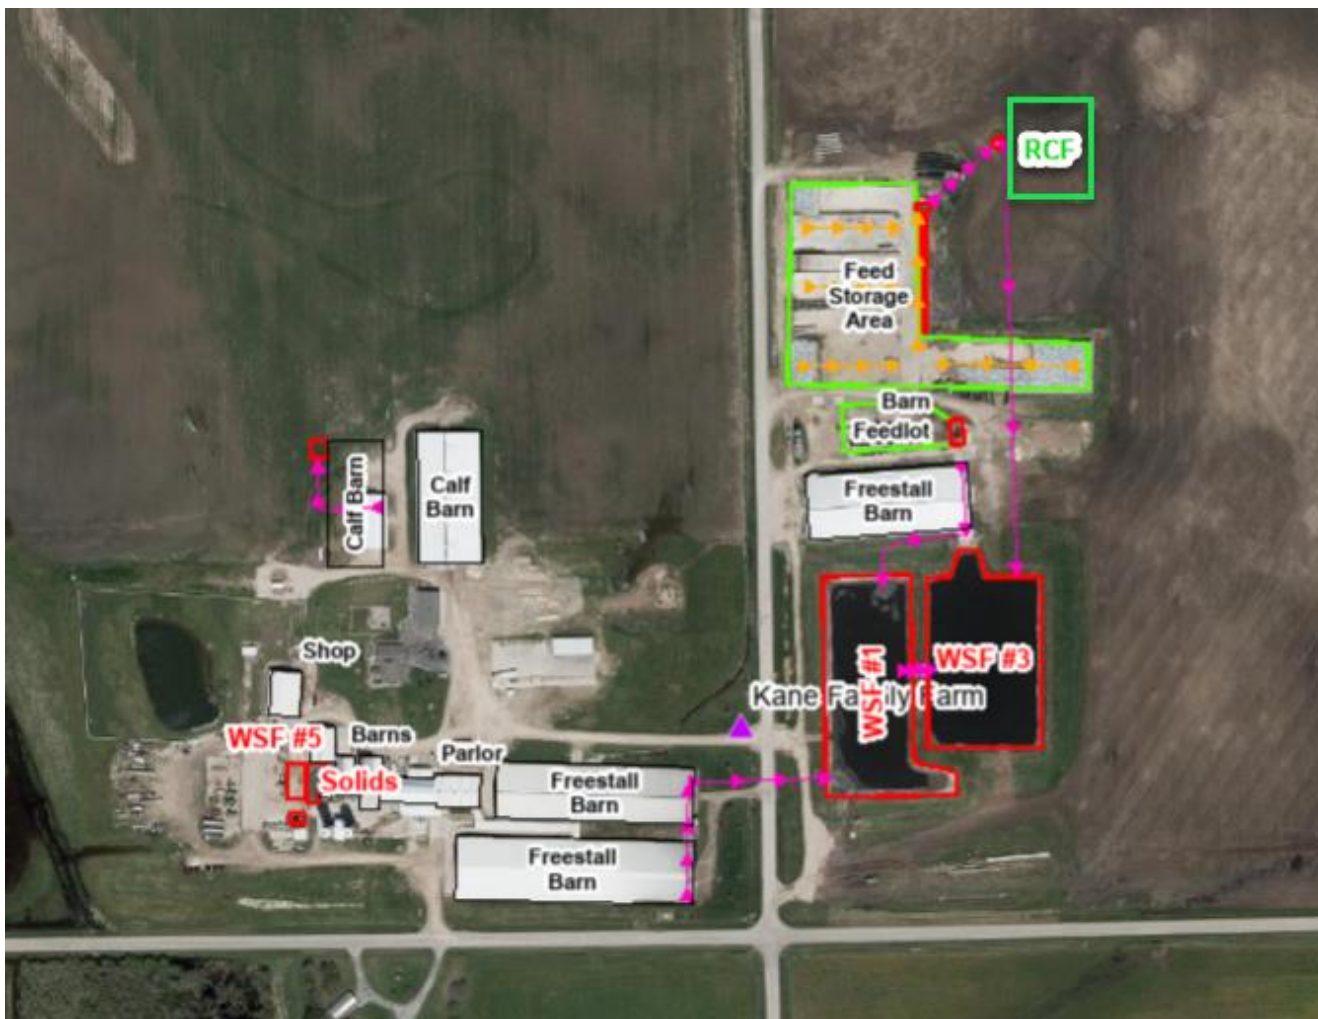 RCF
Feed
Storage
Area
Barn
Feedlot
Calf Barn
Calf
Barn
Freestall
Barn
Shop
WSF #1
WSF #3
Kane Family Farm
WSF #5
Barns
Solids
Parlor
Freestall
Barn
Freestall
Barn